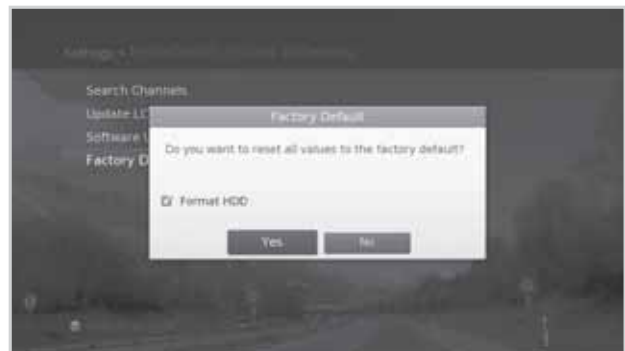 Settings >
Search Channels
Update LC
Software U
Factory D
Factory Default
Do you want to reset all values to the factory default?
Format HDD
Yes
No